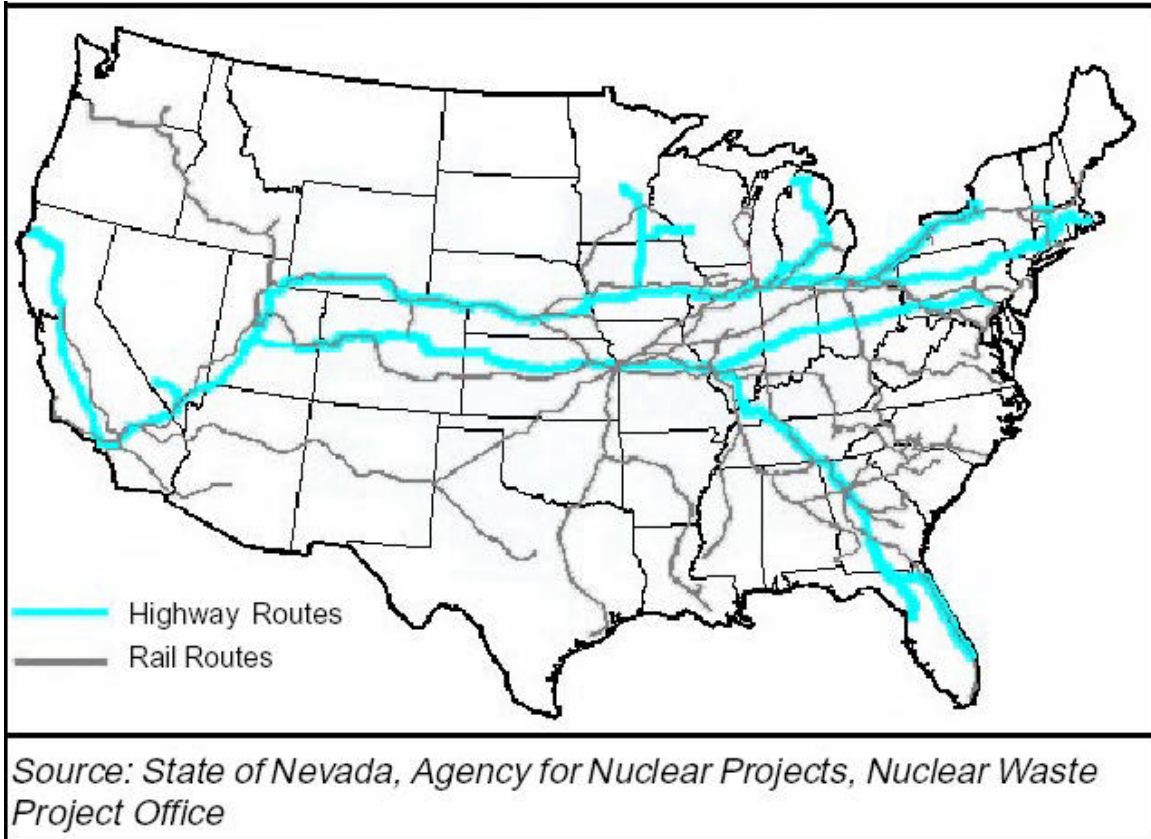 Highway Routes
Rail Routes
Source: State of Nevada, Agency for Nuclear Projects, Nuclear Waste
Project Office